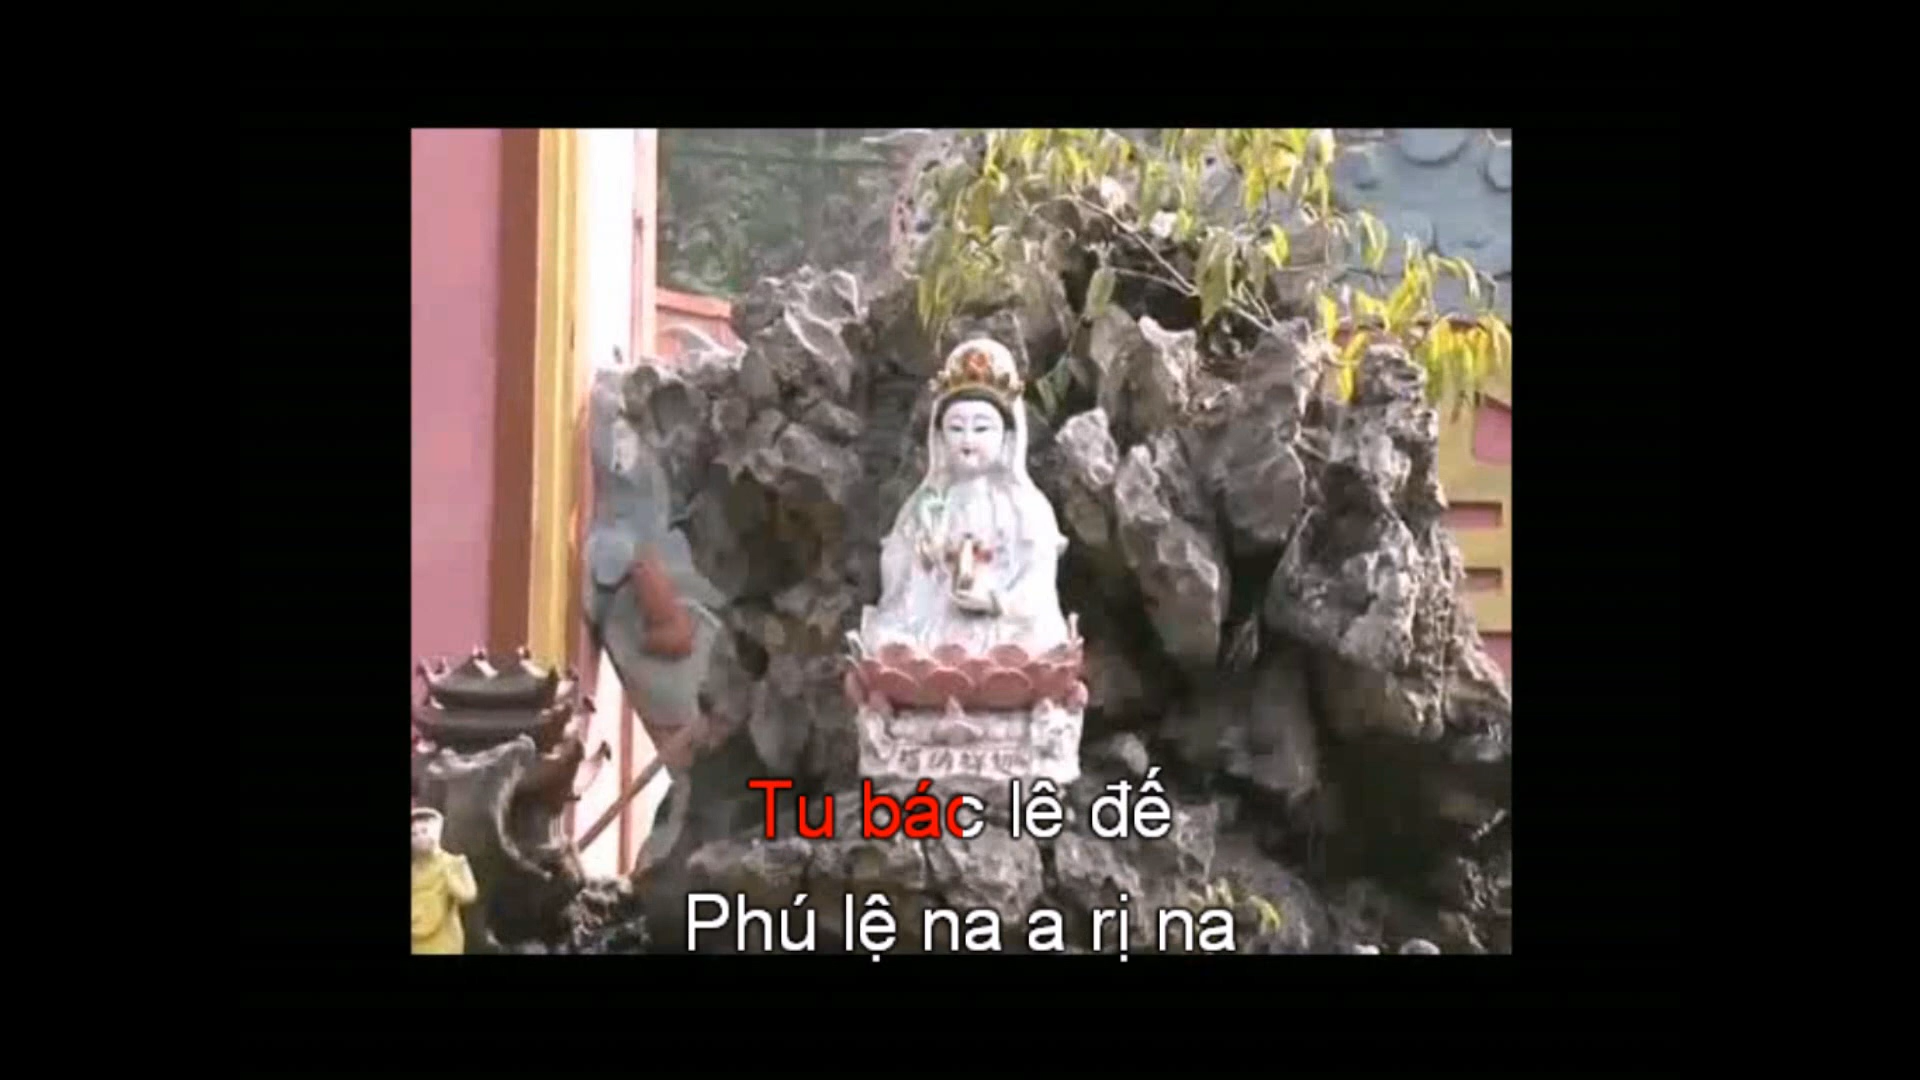 Tu bác lê đế
Phú lệ na a rị na